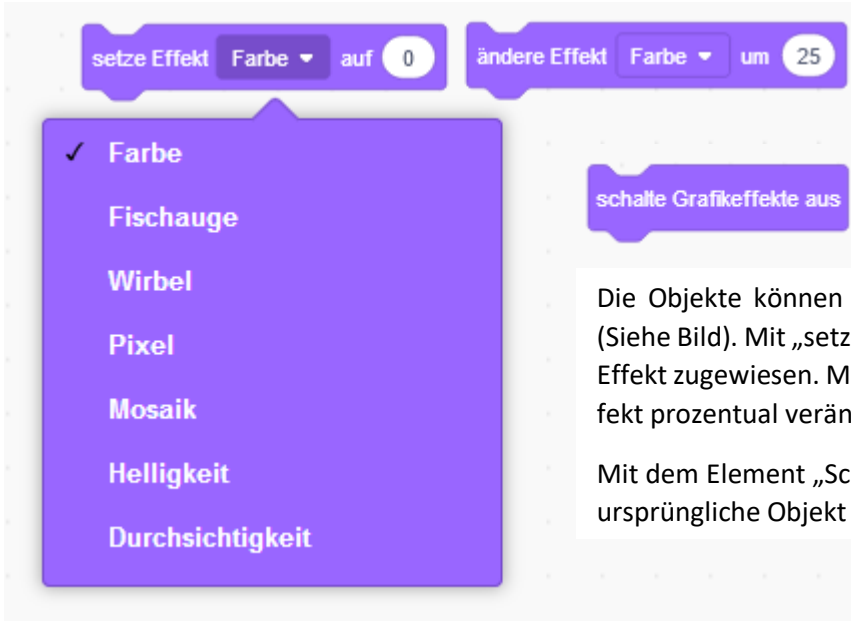 setze Effekt Farbe auf 0
ändere Effekt Farbe um 25
✓ Farbe
Fischauge
Wirbel
Pixel
Mosaik
Helligkeit
Durchsichtigkeit
schalte Grafikeffekte aus
Die Objekte können
(Siehe Bild). Mit „setz
Effekt zugewiesen. M
fekt prozentual verän
Mit dem Element „Sc
ursprüngliche Objekt